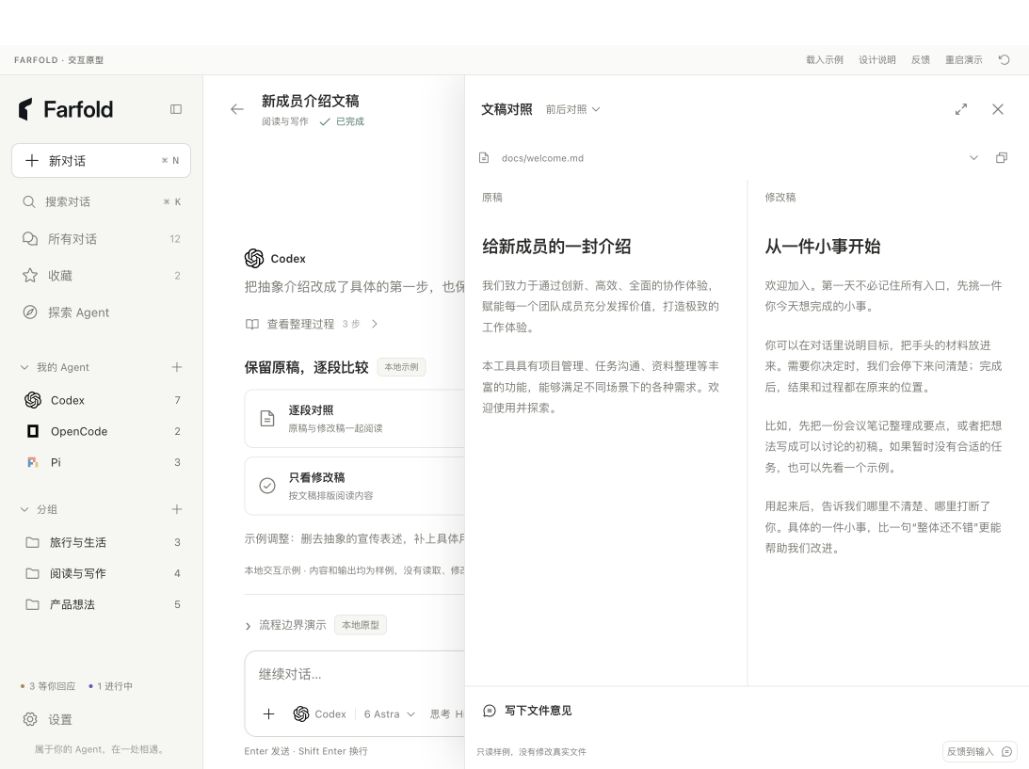 FARFOLD · 交互原型
载入示例 设计说明 反馈 重启演示
Farfold
新对话 ⌘ N
搜索对话 ⌘ K
所有对话 12
收藏 2
探索 Agent
我的 Agent
Codex 7
OpenCode 2
Pi 3
分组
旅行与生活 3
阅读与写作 4
产品想法 5
3 等你回应 1 进行中
设置
属于你的 Agent，在一处相遇。
新成员介绍文稿
阅读与写作 已完成
Codex
把抽象介绍改成了具体的第一步，也保
查看整理过程 3 步
保留原稿，逐段比较 本地示例
逐段对照
原稿与修改稿一起阅读
只看修改稿
按文稿排版阅读内容
示例调整：删去抽象的宣传表述，补上具体
本地交互示例 · 内容和输出均为样例，没有读取、修
流程边界演示 本地原型
继续对话...
Codex 6 Astra 思考 Hi
Enter 发送 · Shift Enter 换行
文稿对照 前后对照
docs/welcome.md
原稿
给新成员的一封介绍
我们致力于通过创新、高效、全面的协作体验，
赋能每一个团队成员充分发挥价值，打造极致的
工作体验。
本工具具有项目管理、任务沟通、资料整理等丰
富的功能，能够满足不同场景下的各种需求。欢
迎使用并探索。
修改稿
从一件小事开始
欢迎加入。第一天不必记住所有入口，先挑一件
你今天想完成的小事。
你可以在对话里说明目标，把手头的材料放进
来。需要你决定时，我们会停下来问清楚；完成
后，结果和过程都在原来的位置。
比如，先把一份会议笔记整理成要点，或者把想
法写成可以讨论的初稿。如果暂时没有合适的任
务，也可以先看一个示例。
用起来后，告诉我们哪里不清楚、哪里打断了
你。具体的一件小事，比一句“整体还不错”更能
帮助我们改进。
写下文件意见
只读样例，没有修改真实文件
反馈到输入